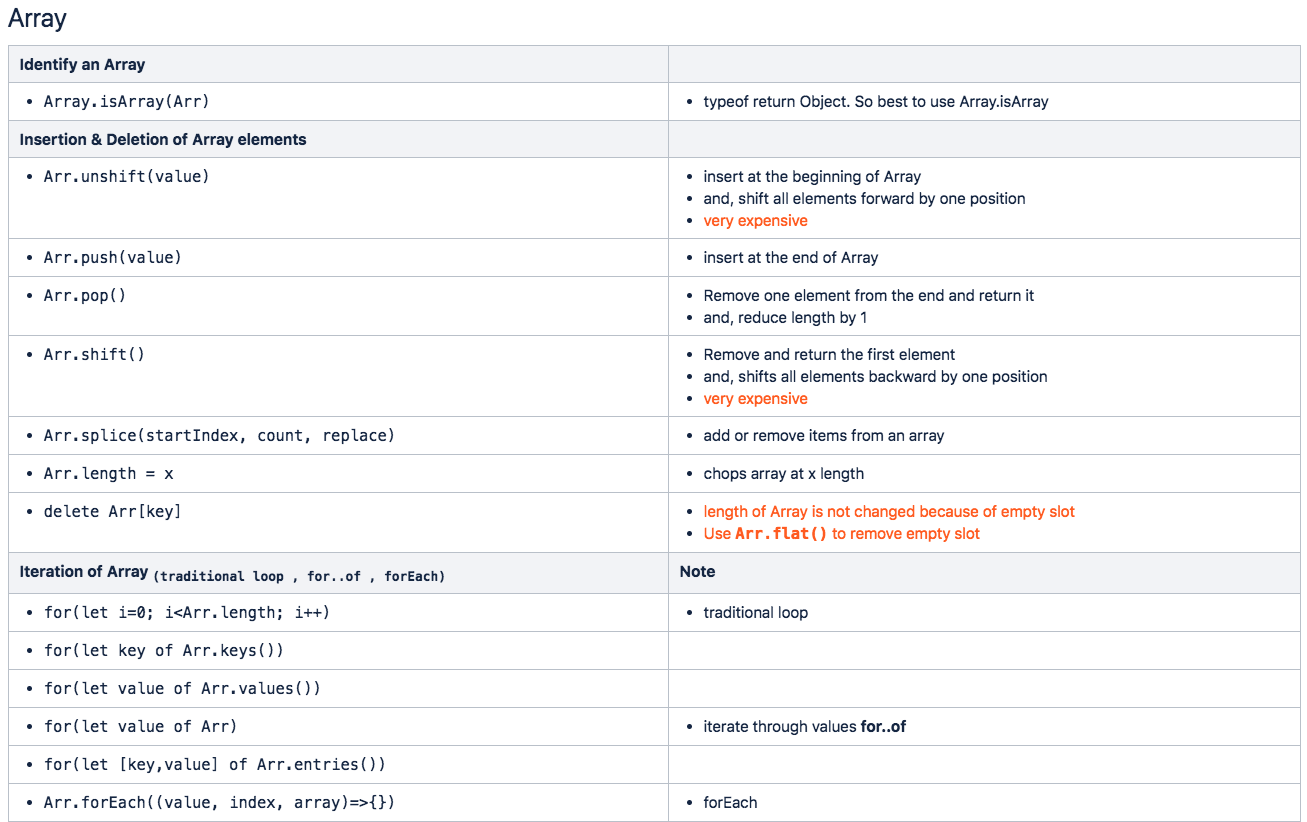 Array
Identify an Array
• Array.isArray(Arr)
• typeof return Object. So best to use Array.isArray
Insertion & Deletion of Array elements
• Arr.unshift(value)
• insert at the beginning of Array
• and, shift all elements forward by one position
• very expensive
• Arr.push(value)
• insert at the end of Array
• Arr.pop()
• Remove one element from the end and return it
• and, reduce length by 1
• Arr.shift()
• Remove and return the first element
• and, shifts all elements backward by one position
• very expensive
• Arr.splice(startIndex, count, replace)
• add or remove items from an array
• Arr.length = x
• chops array at x length
• delete Arr[key]
• length of Array is not changed because of empty slot
• Use Arr.flat() to remove empty slot
Iteration of Array (traditional loop , for..of , forEach)
Note
• for(let i=0; i<Arr.length; i++)
• traditional loop
• for(let key of Arr.keys())
• for(let value of Arr.values())
• for(let value of Arr)
• iterate through values for..of
• for(let [key,value] of Arr.entries())
• Arr.forEach((value, index, array)=>{})
• forEach